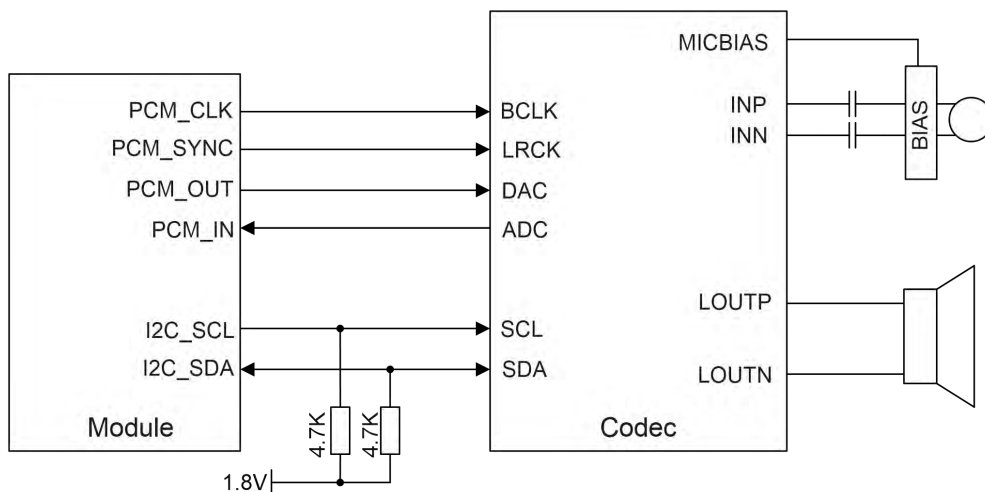 MICBIAS
PCM_CLK
BCLK
INP
PCM_SYNC
LRCK
INN
BIAS
PCM_OUT
DAC
PCM_IN
ADC
LOUTP
I2C_SCL
SCL
I2C_SDA
SDA
LOUTN
Module
4.7K
4.7K
Codec
1.8V